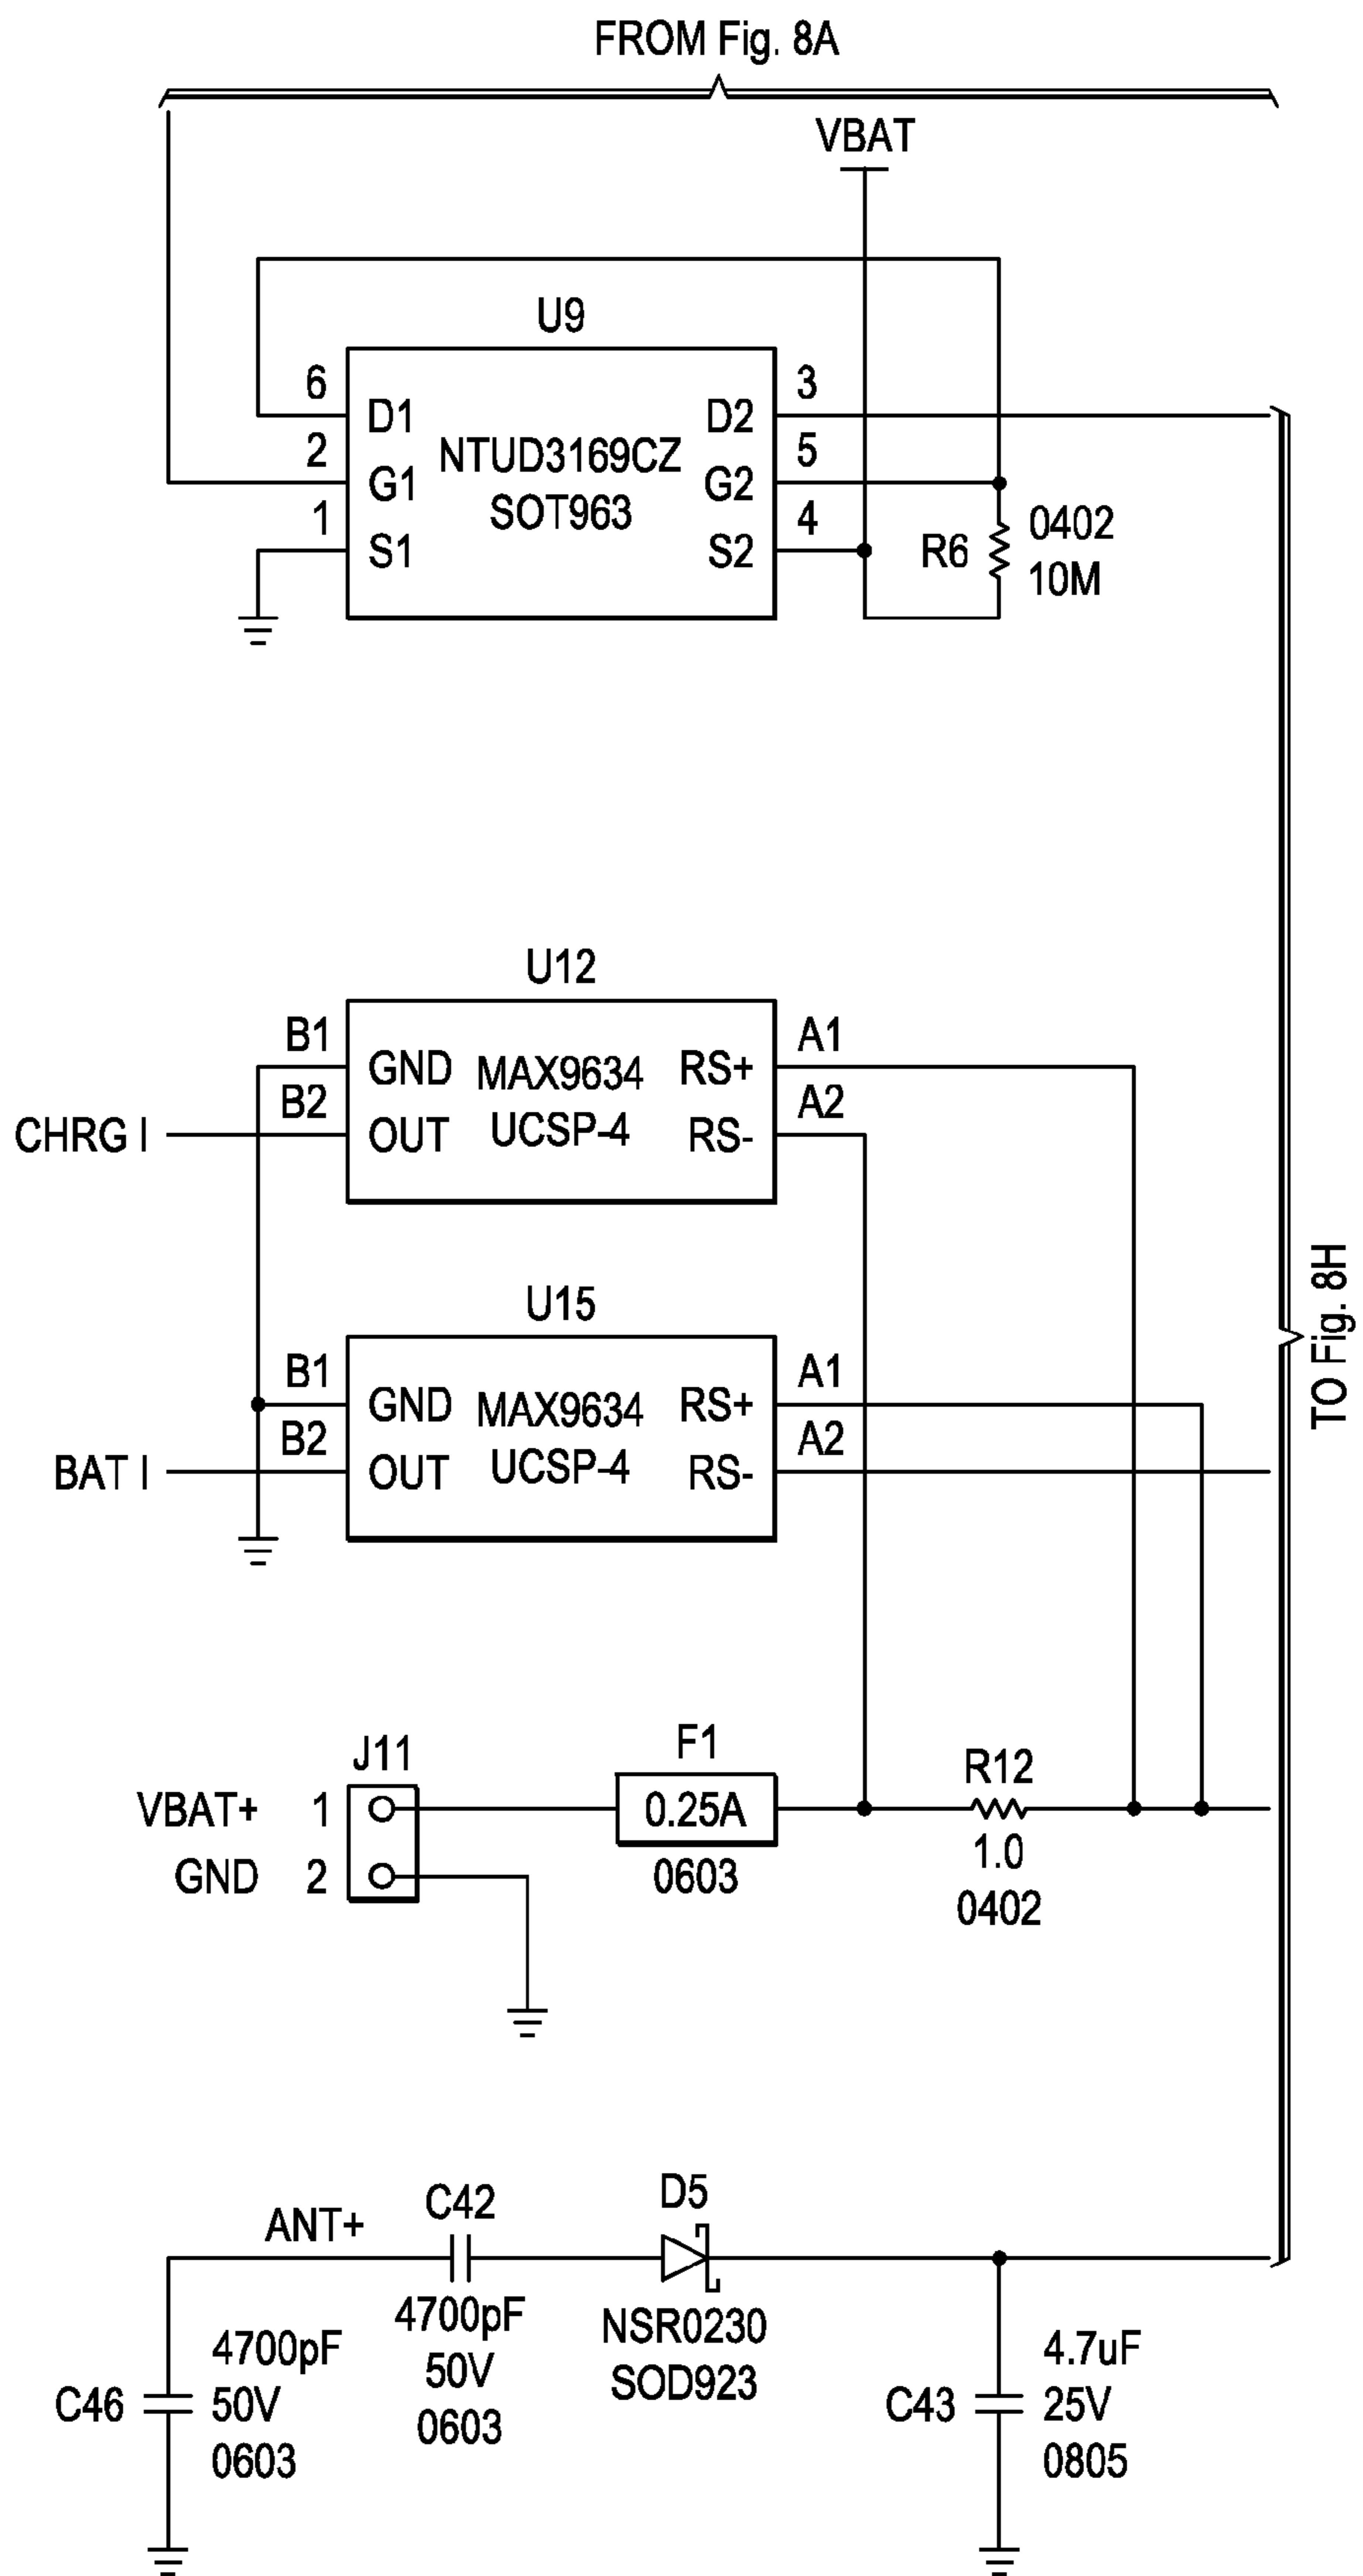 FROM Fig. 8A
VBAT
U9
6 D1 D2 3
2 G1 NTUD3169CZ G2 5
1 S1 SOT963 S2 4
R6 0402
10M
U12
B1 GND MAX9634 RS+ A1
CHRG I B2 OUT UCSP-4 RS- A2
U15
B1 GND MAX9634 RS+ A1
BAT I B2 OUT UCSP-4 RS- A2
TO Fig. 8H
J11 F1 R12
VBAT+ 1 0.25A 1.0
GND 2 0603 0402
ANT+ C42 D5
4700pF NSR0230
50V SOD923
0603
C46 4700pF
50V
0603
C43 4.7uF
25V
0805